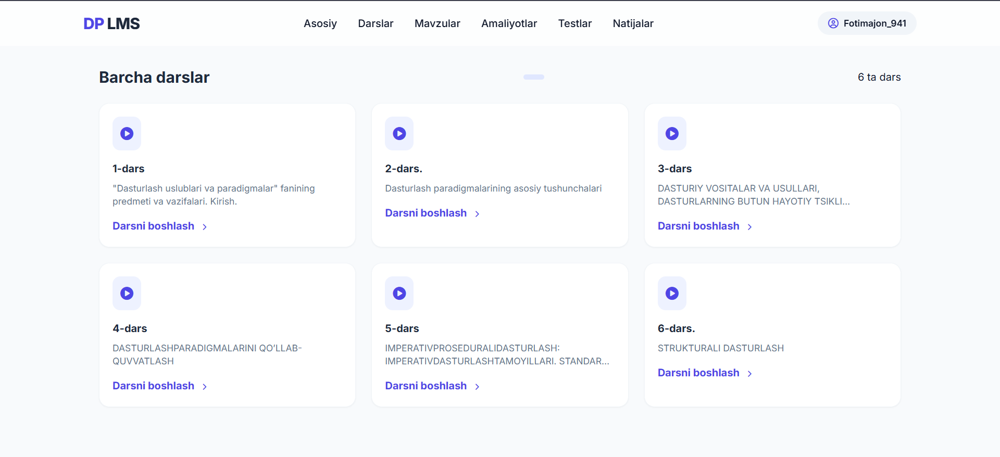 DP LMS
Asosiy
Darslar
Mavzular
Amaliyotlar
Testlar
Natijalar
Fotimajon_941
Barcha darslar
6 ta dars
1-dars
"Dasturlash uslublari va paradigmalar" fanining
predmeti va vazifalari. Kirish.
Darsni boshlash
2-dars.
Dasturlash paradigmalarining asosiy tushunchalari
Darsni boshlash
3-dars
DASTURIY VOSITALAR VA USULLARI,
DASTURLARNING BUTUN HAYOTIY TSIKLI...
Darsni boshlash
4-dars
DASTURLASHPARADIGMALARINI QO’LLAB-
QUVVATLASH
Darsni boshlash
5-dars
IMPERATIVPROSEDURALIDASTURLASH:
IMPERATIVDASTURLASHTAMOYILLARI. STANDAR...
Darsni boshlash
6-dars.
STRUKTURALI DASTURLASH
Darsni boshlash